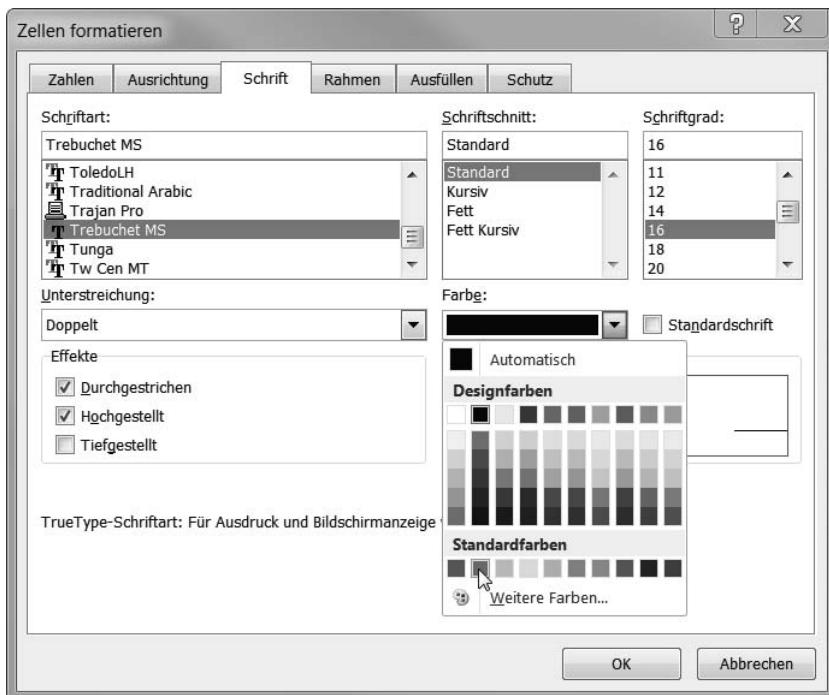 Zellen formatieren
Zahlen Ausrichtung Schrift Rahmen Ausfüllen Schutz
Schriftart: Schriftschnitt: Schriftgrad:
Trebuchet MS Standard 16
ToledoLH Standard 11
Traditional Arabic Kursiv 12
Trajan Pro Fett 14
Trebuchet MS Fett Kursiv 16
Tunga 18
Tw Cen MT 20
Unterstreichung: Farbe:
Doppelt Standardschrift
Effekte Automatisch
Durchgestrichen Designfarben
Hochgestellt
Tiefgestellt
TrueType-Schriftart: Für Ausdruck und Bildschirmanzeige
Standardfarben
Weitere Farben...
OK Abbrechen